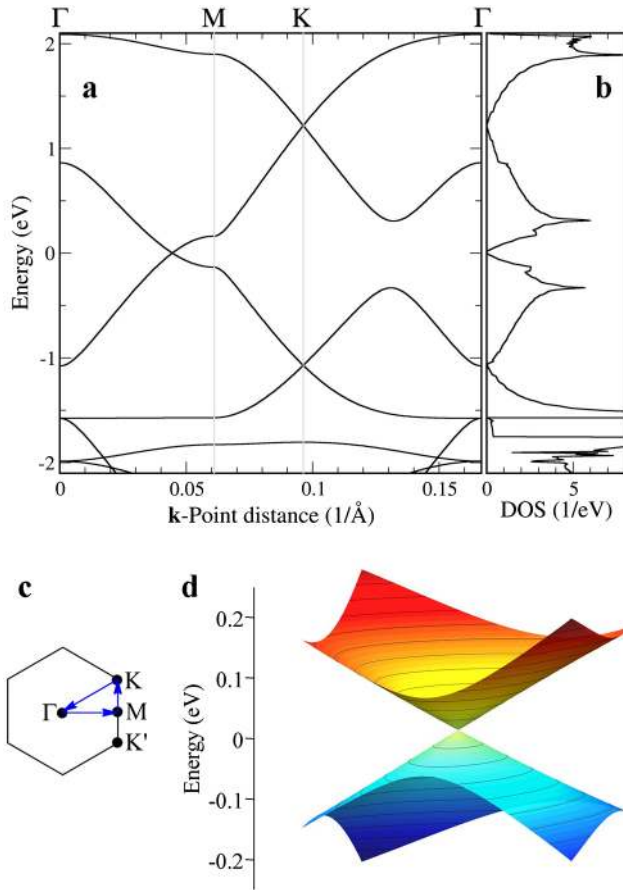 Γ M K Γ
2
1
0
-1
-2
Energy (eV)
a
0 0.05 0.1 0.15
k-Point distance (1/Å)
b
0 5
DOS (1/eV)
c
Γ
K
M
K'
d
0.2
0.1
0
-0.1
-0.2
Energy (eV)